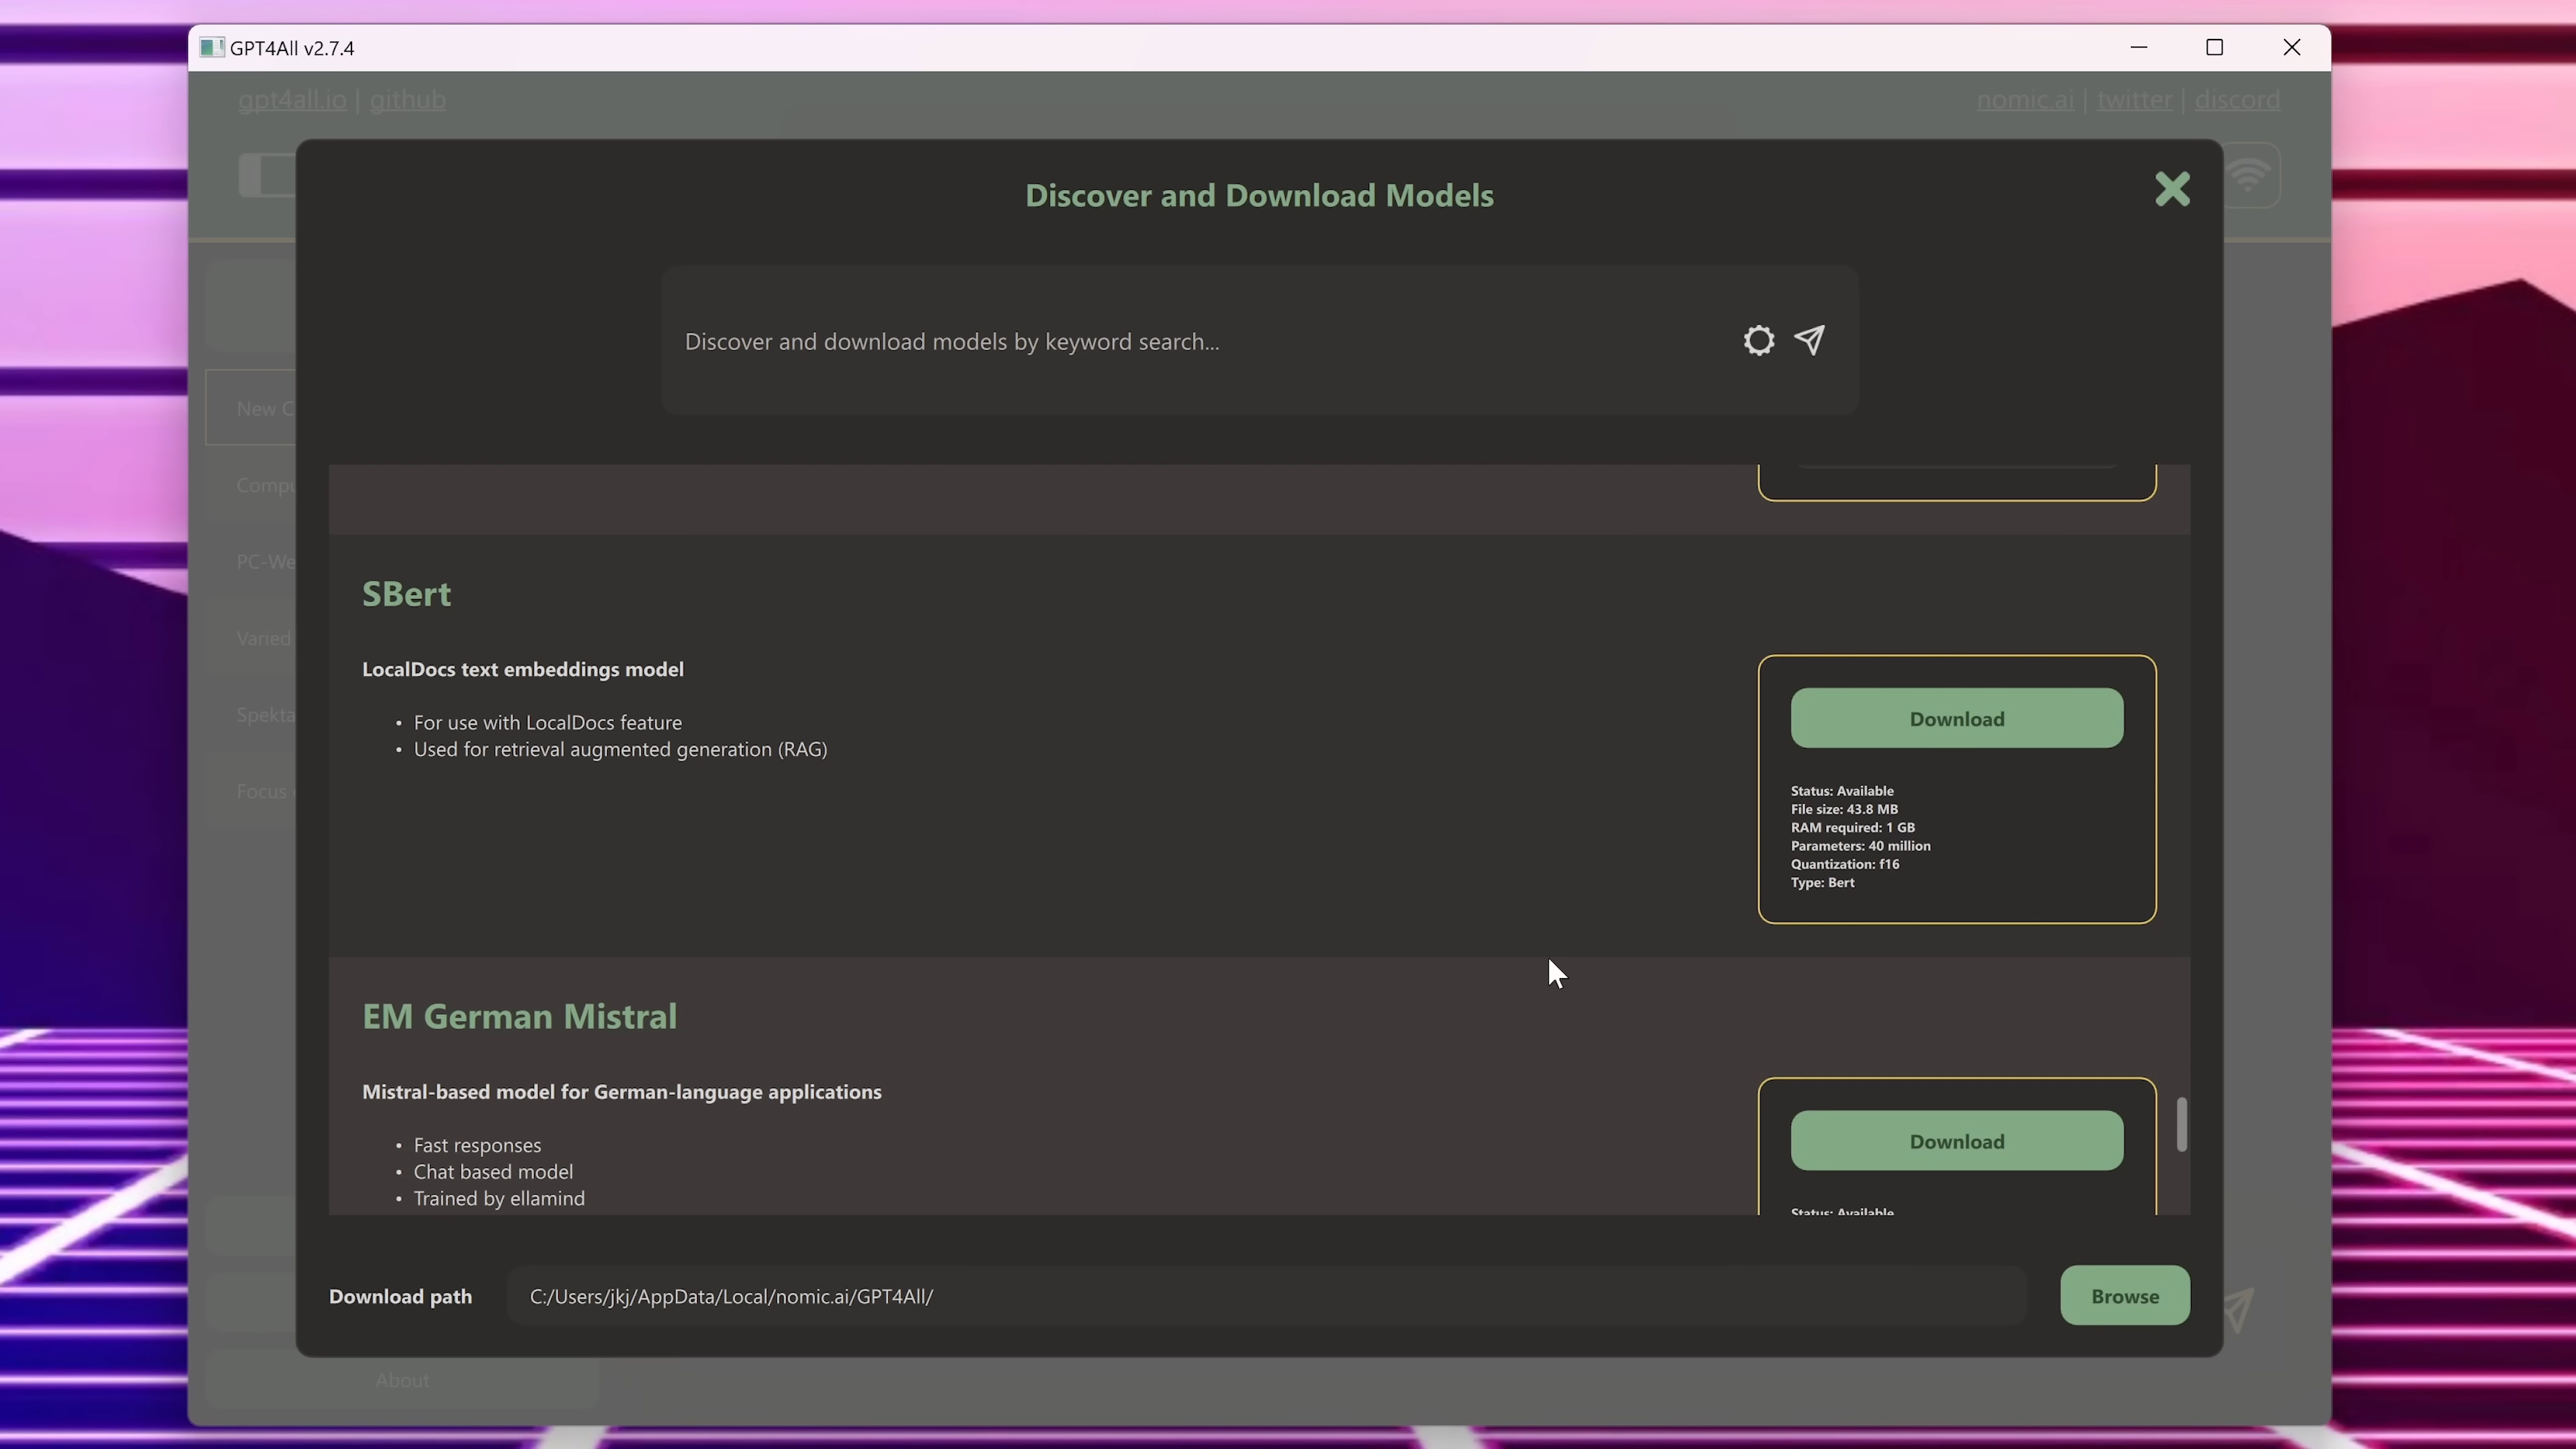 GPT4All v2.7.4
gpt4all.io | github
nomic.ai | twitter | discord
Discover and Download Models
Discover and download models by keyword search...
New C
Compu
PC-We
Varied
Spekta
Focus
SBert
LocalDocs text embeddings model
• For use with LocalDocs feature
• Used for retrieval augmented generation (RAG)
Download
Status: Available
File size: 43.8 MB
RAM required: 1 GB
Parameters: 40 million
Quantization: f16
Type: Bert
EM German Mistral
Mistral-based model for German-language applications
• Fast responses
• Chat based model
• Trained by ellamind
Download
Status: Available
Download path
C:/Users/jkj/AppData/Local/nomic.ai/GPT4All/
Browse
About